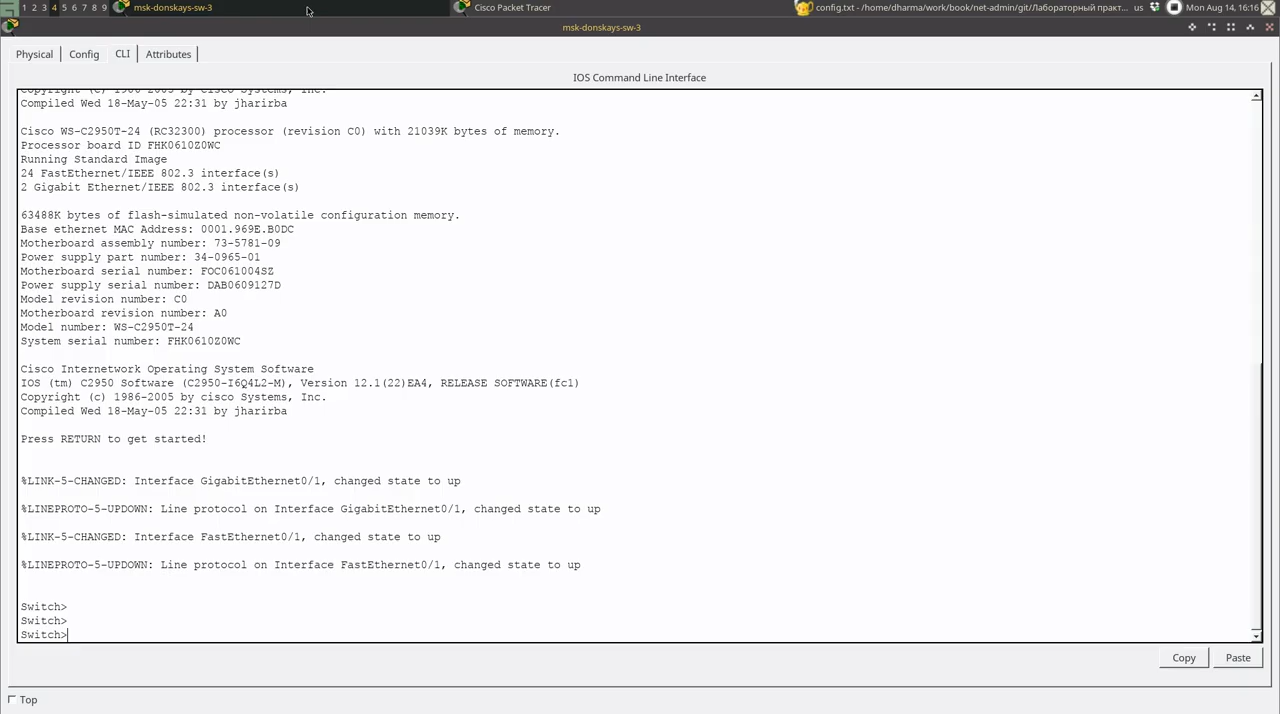 1 2 3 4 5 6 7 8 9 msk-donskays-sw-3 Cisco Packet Tracer config.txt - /home/dharma/work/book/net-admin/git/Лабораторный практ... us Mon Aug 14, 16:16
msk-donskays-sw-3
Physical Config CLI Attributes
IOS Command Line Interface
Copyright (c) 1986-2005 by cisco Systems, Inc.
Compiled Wed 18-May-05 22:31 by jharirba
Cisco WS-C2950T-24 (RC32300) processor (revision C0) with 21039K bytes of memory.
Processor board ID FHK0610Z0WC
Running Standard Image
24 FastEthernet/IEEE 802.3 interface(s)
2 Gigabit Ethernet/IEEE 802.3 interface(s)
63488K bytes of flash-simulated non-volatile configuration memory.
Base ethernet MAC Address: 0001.969E.B0DC
Motherboard assembly number: 73-5781-09
Power supply part number: 34-0965-01
Motherboard serial number: FOC061004SZ
Power supply serial number: DAB0609127D
Model revision number: C0
Motherboard revision number: A0
Model number: WS-C2950T-24
System serial number: FHK0610Z0WC
Cisco Internetwork Operating System Software
IOS (tm) C2950 Software (C2950-I6Q4L2-M), Version 12.1(22)EA4, RELEASE SOFTWARE(fc1)
Copyright (c) 1986-2005 by cisco Systems, Inc.
Compiled Wed 18-May-05 22:31 by jharirba
Press RETURN to get started!
%LINK-5-CHANGED: Interface GigabitEthernet0/1, changed state to up
%LINEPROTO-5-UPDOWN: Line protocol on Interface GigabitEthernet0/1, changed state to up
%LINK-5-CHANGED: Interface FastEthernet0/1, changed state to up
%LINEPROTO-5-UPDOWN: Line protocol on Interface FastEthernet0/1, changed state to up
Switch>
Switch>
Switch>
Copy Paste
Top